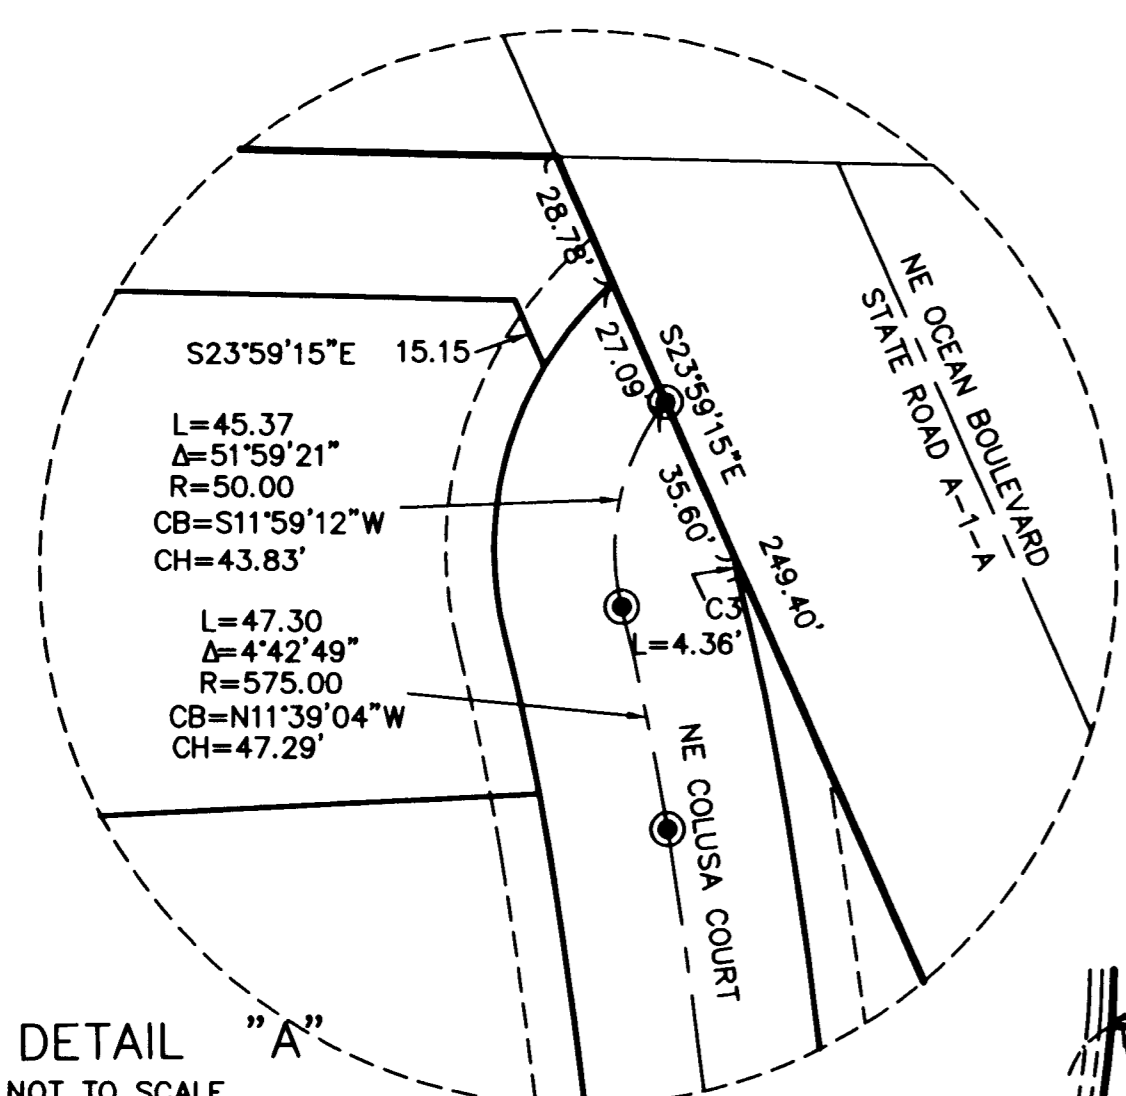 28.78'
S23°59'15"E 15.15
27.09'
S23°59'15"E
NE OCEAN BOULEVARD
STATE ROAD A-1-A
L=45.37
Δ=51°59'21"
R=50.00
CB=S11°59'12"W
CH=43.83'
35.60'
249.40'
C3
L=4.36'
L=47.30
Δ=4°42'49"
R=575.00
CB=N11°39'04"W
CH=47.29'
NE COLUSA COURT
DETAIL "A"
NOT TO SCALE